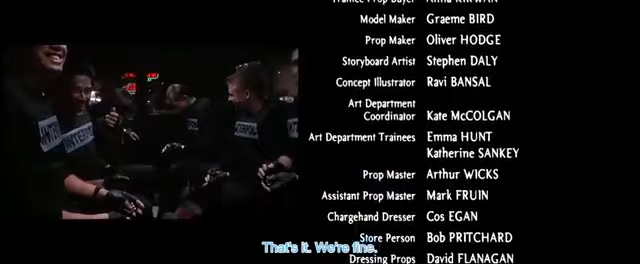 Model Maker Graeme BIRD
Prop Maker Oliver HODGE
Storyboard Artist Stephen DALY
Concept Illustrator Ravi BANSAL
Art Department
Coordinator Kate McCOLGAN
Art Department Trainees Emma HUNT
Katherine SANKEY
Prop Master Arthur WICKS
Assistant Prop Master Mark FRUIN
Chargehand Dresser Cos EGAN
Store Person Bob PRITCHARD
That's it. We're fine.
Dressing Props David FLANAGAN
INTERPOL